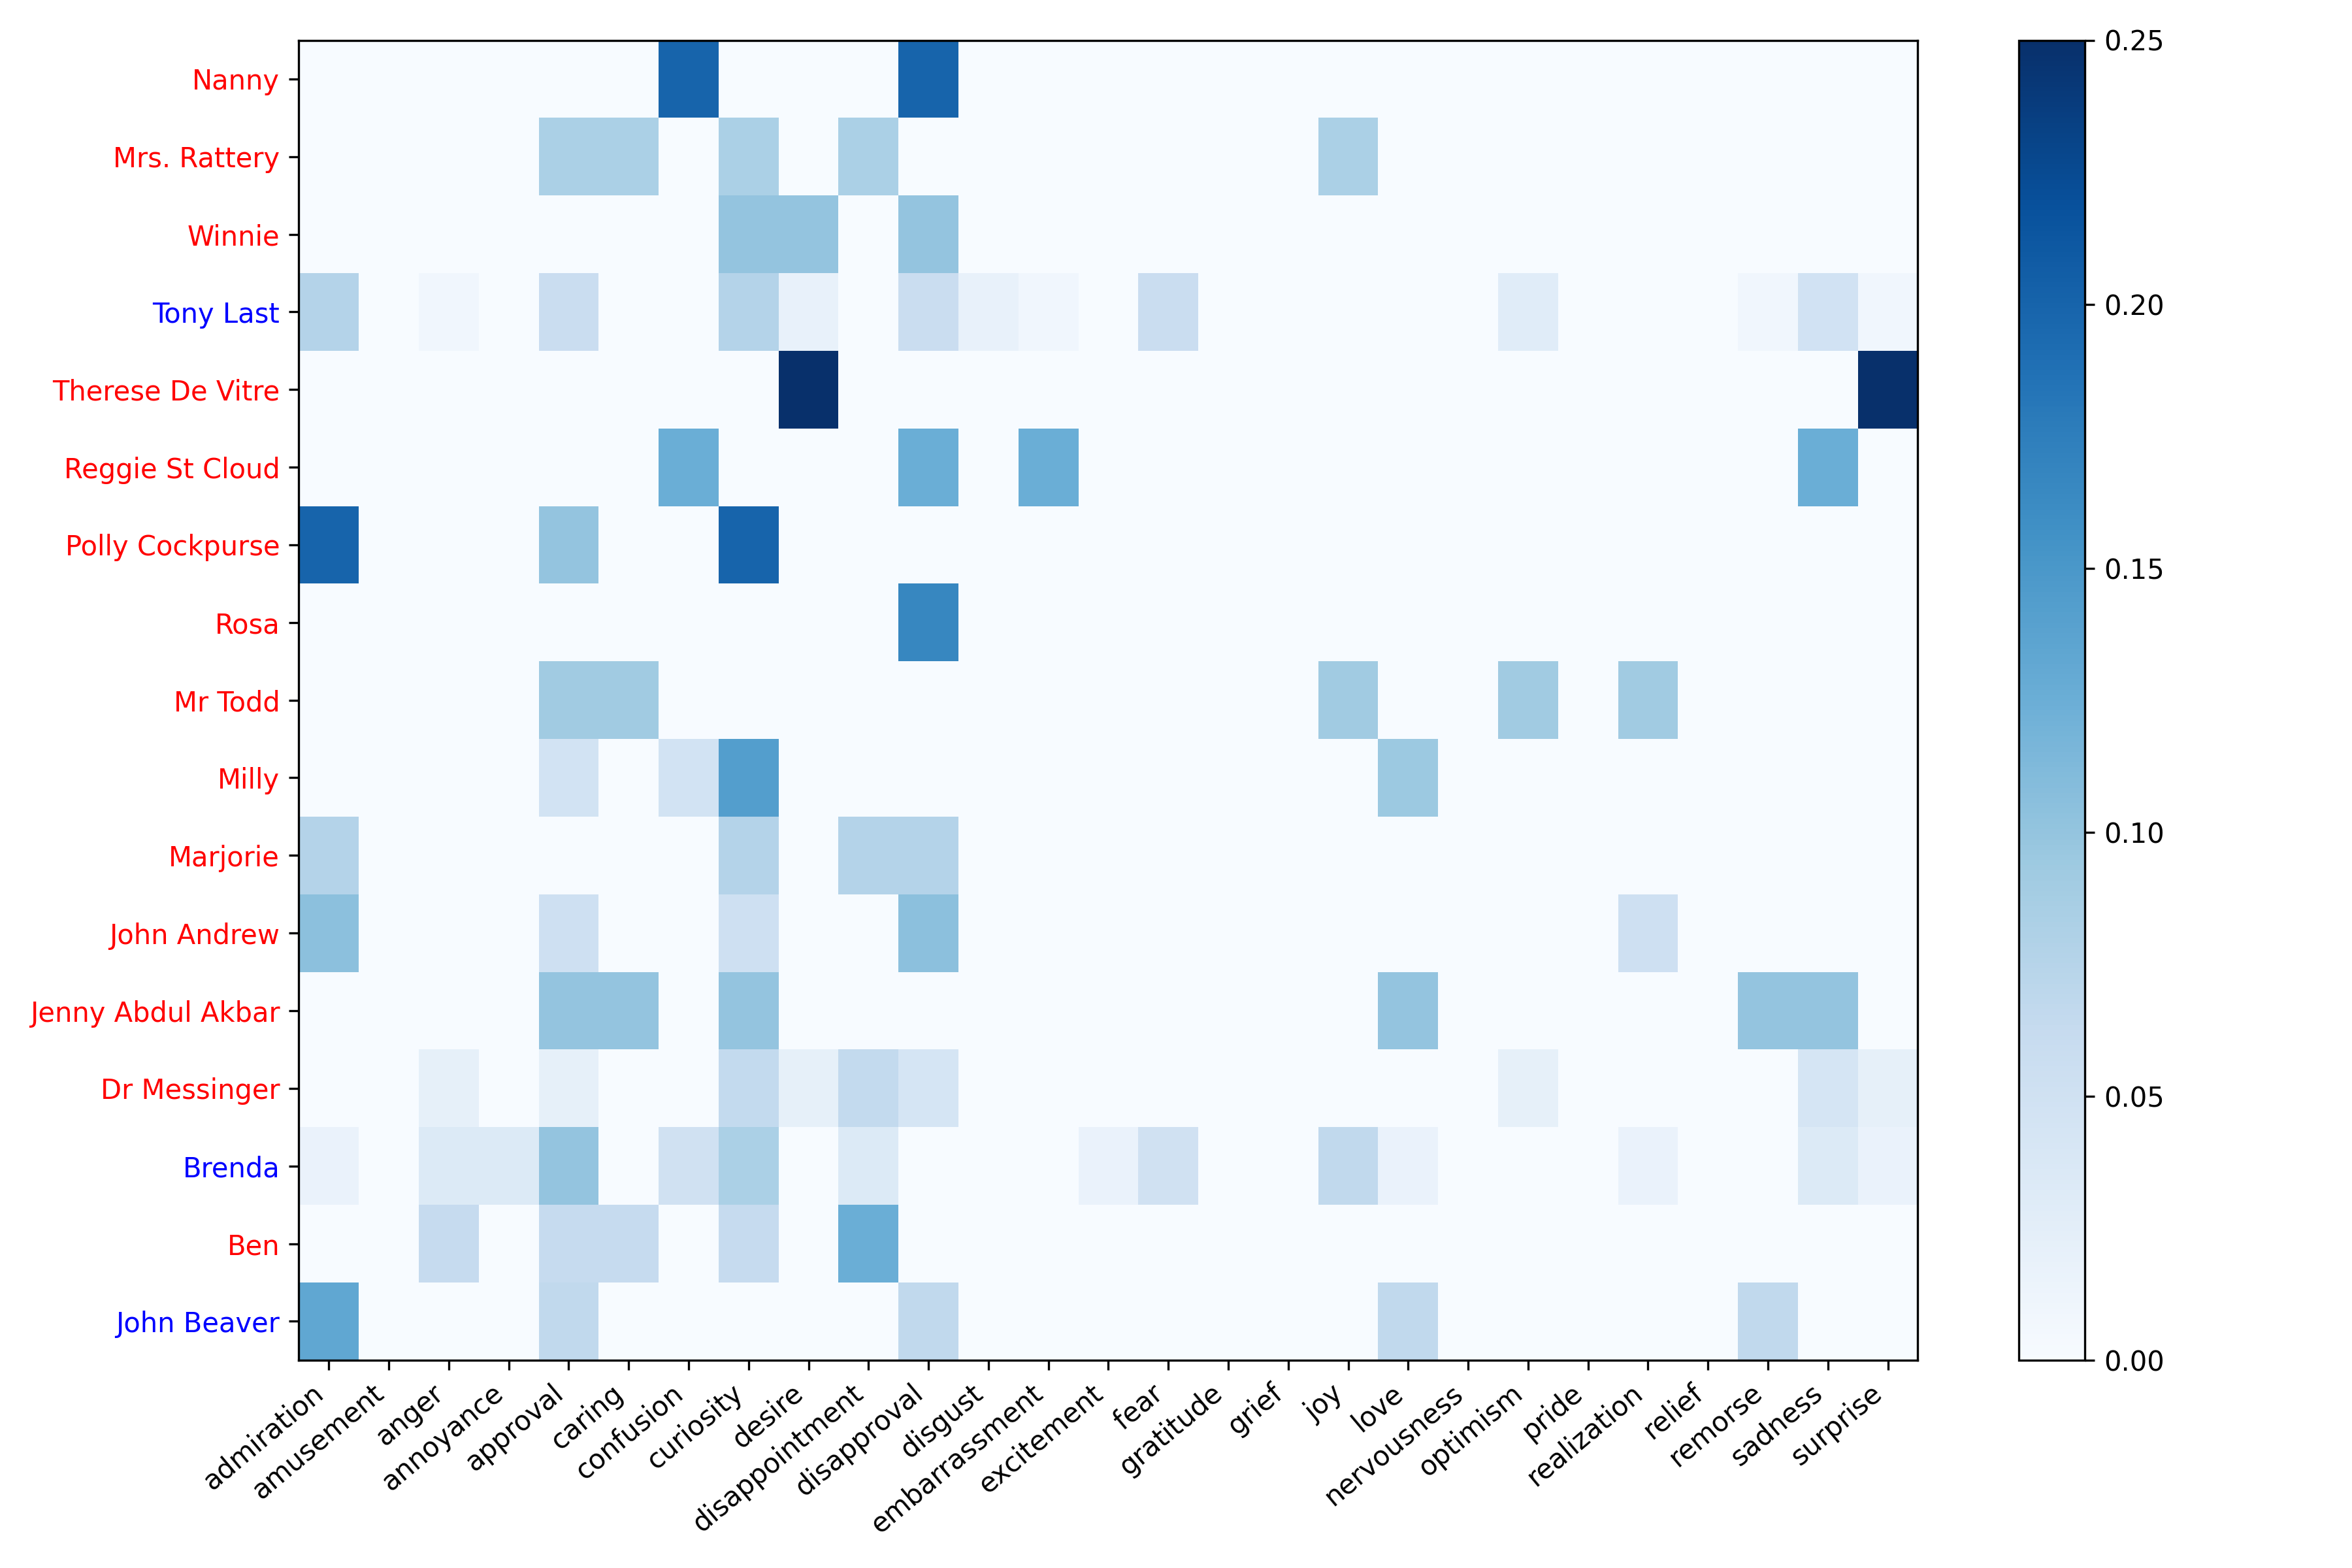 Nanny
Mrs. Rattery
Winnie
Tony Last
Therese De Vitre
Reggie St Cloud
Polly Cockpurse
Rosa
Mr Todd
Milly
Marjorie
John Andrew
Jenny Abdul Akbar
Dr Messinger
Brenda
Ben
John Beaver
admiration
amusement
anger
annoyance
approval
caring
confusion
curiosity
desire
disappointment
disapproval
disgust
embarrassment
excitement
fear
gratitude
grief
joy
love
nervousness
optimism
pride
realization
relief
remorse
sadness
surprise
0.25
0.20
0.15
0.10
0.05
0.00